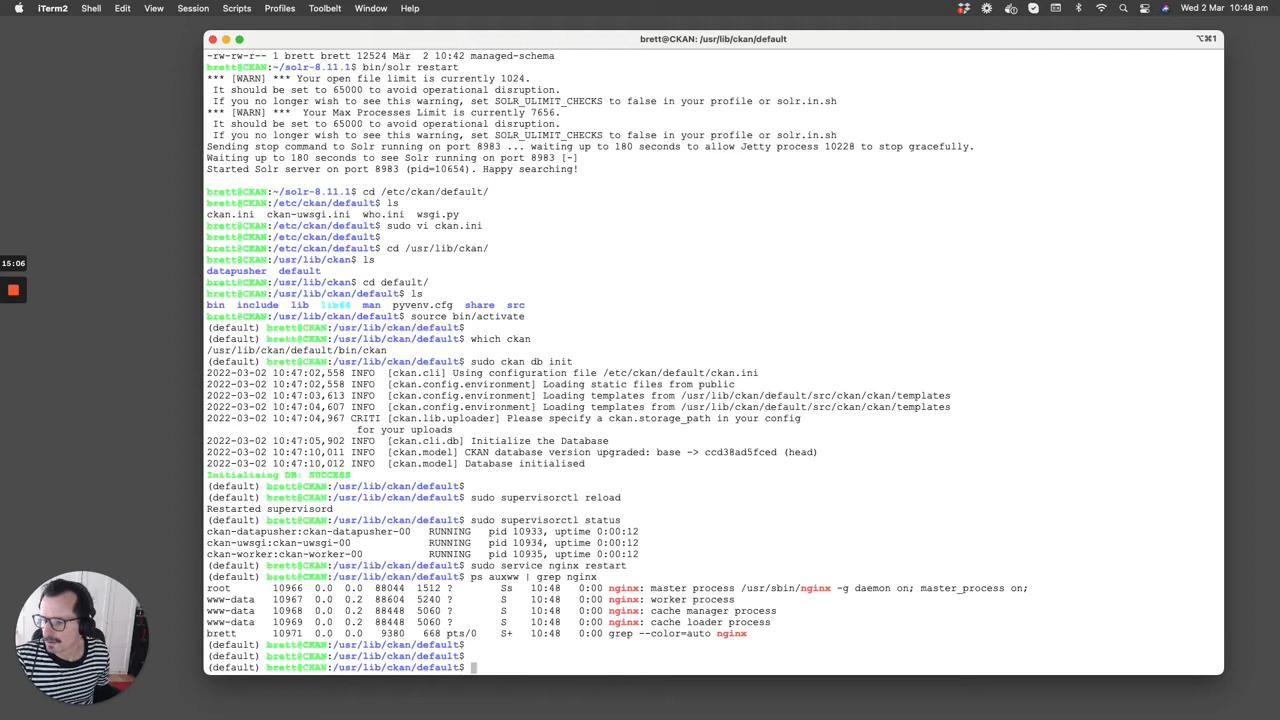 iTerm2 Shell Edit View Session Scripts Profiles Toolbelt Window Help Wed 2 Mar 10:48 am
brett@CKAN: /usr/lib/ckan/default ⌥⌘1
-rw-rw-r-- 1 brett brett 12524 Mär  2 10:42 managed-schema
brett@CKAN:~/solr-8.11.1$ bin/solr restart
*** [WARN] *** Your open file limit is currently 1024.
 It should be set to 65000 to avoid operational disruption.
 If you no longer wish to see this warning, set SOLR_ULIMIT_CHECKS to false in your profile or solr.in.sh
*** [WARN] ***  Your Max Processes Limit is currently 7656.
 It should be set to 65000 to avoid operational disruption.
 If you no longer wish to see this warning, set SOLR_ULIMIT_CHECKS to false in your profile or solr.in.sh
Sending stop command to Solr running on port 8983 ... waiting up to 180 seconds to allow Jetty process 10228 to stop gracefully.
Waiting up to 180 seconds to see Solr running on port 8983 [-]
Started Solr server on port 8983 (pid=10654). Happy searching!
brett@CKAN:~/solr-8.11.1$ cd /etc/ckan/default/
brett@CKAN:/etc/ckan/default$ ls
ckan.ini  ckan-uwsgi.ini  who.ini  wsgi.py
brett@CKAN:/etc/ckan/default$ sudo vi ckan.ini
brett@CKAN:/etc/ckan/default$
brett@CKAN:/etc/ckan/default$ cd /usr/lib/ckan/
brett@CKAN:/usr/lib/ckan$ ls
datapusher  default
brett@CKAN:/usr/lib/ckan$ cd default/
brett@CKAN:/usr/lib/ckan/default$ ls
bin  include  lib  lib64  man  pyvenv.cfg  share  src
brett@CKAN:/usr/lib/ckan/default$ source bin/activate
(default) brett@CKAN:/usr/lib/ckan/default$
(default) brett@CKAN:/usr/lib/ckan/default$ which ckan
/usr/lib/ckan/default/bin/ckan
(default) brett@CKAN:/usr/lib/ckan/default$ sudo ckan db init
2022-03-02 10:47:02,558 INFO  [ckan.cli] Using configuration file /etc/ckan/default/ckan.ini
2022-03-02 10:47:02,558 INFO  [ckan.config.environment] Loading static files from public
2022-03-02 10:47:03,613 INFO  [ckan.config.environment] Loading templates from /usr/lib/ckan/default/src/ckan/ckan/templates
2022-03-02 10:47:04,607 INFO  [ckan.config.environment] Loading templates from /usr/lib/ckan/default/src/ckan/ckan/templates
2022-03-02 10:47:04,967 CRITI [ckan.lib.uploader] Please specify a ckan.storage_path in your config
                         for your uploads
2022-03-02 10:47:05,902 INFO  [ckan.cli.db] Initialize the Database
2022-03-02 10:47:10,011 INFO  [ckan.model] CKAN database version upgraded: base -> ccd38ad5fced (head)
2022-03-02 10:47:10,012 INFO  [ckan.model] Database initialised
Initialising DB: SUCCESS
(default) brett@CKAN:/usr/lib/ckan/default$
(default) brett@CKAN:/usr/lib/ckan/default$ sudo supervisorctl reload
Restarted supervisord
(default) brett@CKAN:/usr/lib/ckan/default$ sudo supervisorctl status
ckan-datapusher:ckan-datapusher-00   RUNNING   pid 10933, uptime 0:00:12
ckan-uwsgi:ckan-uwsgi-00             RUNNING   pid 10934, uptime 0:00:12
ckan-worker:ckan-worker-00           RUNNING   pid 10935, uptime 0:00:12
(default) brett@CKAN:/usr/lib/ckan/default$ sudo service nginx restart
(default) brett@CKAN:/usr/lib/ckan/default$ ps auxww | grep nginx
root       10966  0.0  0.0  88044  1512 ?        Ss   10:48   0:00 nginx: master process /usr/sbin/nginx -g daemon on; master_process on;
www-data   10967  0.0  0.2  88604  5240 ?        S    10:48   0:00 nginx: worker process
www-data   10968  0.0  0.2  88448  5060 ?        S    10:48   0:00 nginx: cache manager process
www-data   10969  0.0  0.2  88448  5060 ?        S    10:48   0:00 nginx: cache loader process
brett      10971  0.0  0.0   9380   668 pts/0    S+   10:48   0:00 grep --color=auto nginx
(default) brett@CKAN:/usr/lib/ckan/default$
(default) brett@CKAN:/usr/lib/ckan/default$
(default) brett@CKAN:/usr/lib/ckan/default$
15:06